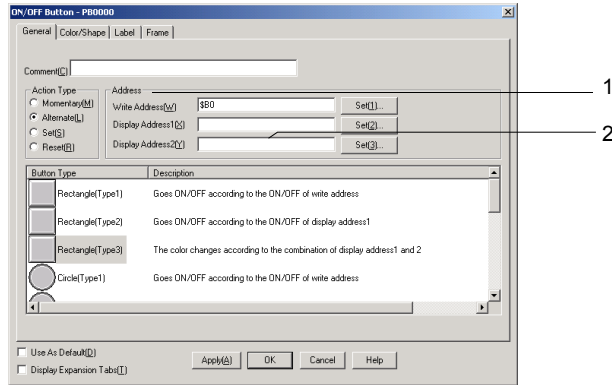 ON/OFF Button - PB0000
General Color/Shape Label Frame
Comment(C)
Action Type Address 1
Momentary(M) Write Address(W) $B0 Set(1)...
Alternate(L) Display Address1(X) Set(2)...
Set(S) Display Address2(Y) Set(3)... 2
Reset(R)
Button Type Description
Rectangle(Type1) Goes ON/OFF according to the ON/OFF of write address
Rectangle(Type2) Goes ON/OFF according to the ON/OFF of display address1
Rectangle(Type3) The color changes according to the combination of display address1 and 2
Circle(Type1) Goes ON/OFF according to the ON/OFF of write address
Use As Default(D)
Apply(A) OK Cancel Help
Display Expansion Tabs(T)